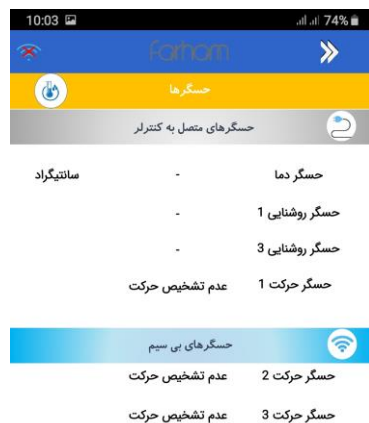 10:03 74%
Farhom
حسگرها
حسگرهای متصل به کنترلر
حسگر دما - سانتیگراد
حسگر روشنایی 1 -
حسگر روشنایی 3 -
حسگر حرکت 1 عدم تشخیص حرکت
حسگرهای بی سیم
حسگر حرکت 2 عدم تشخیص حرکت
حسگر حرکت 3 عدم تشخیص حرکت